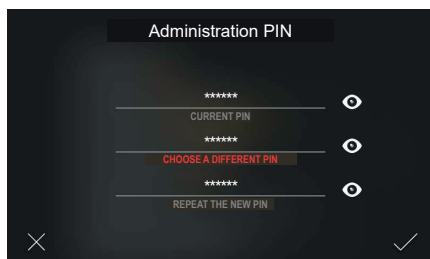 Administration PIN
******
CURRENT PIN
******
CHOOSE A DIFFERENT PIN
******
REPEAT THE NEW PIN